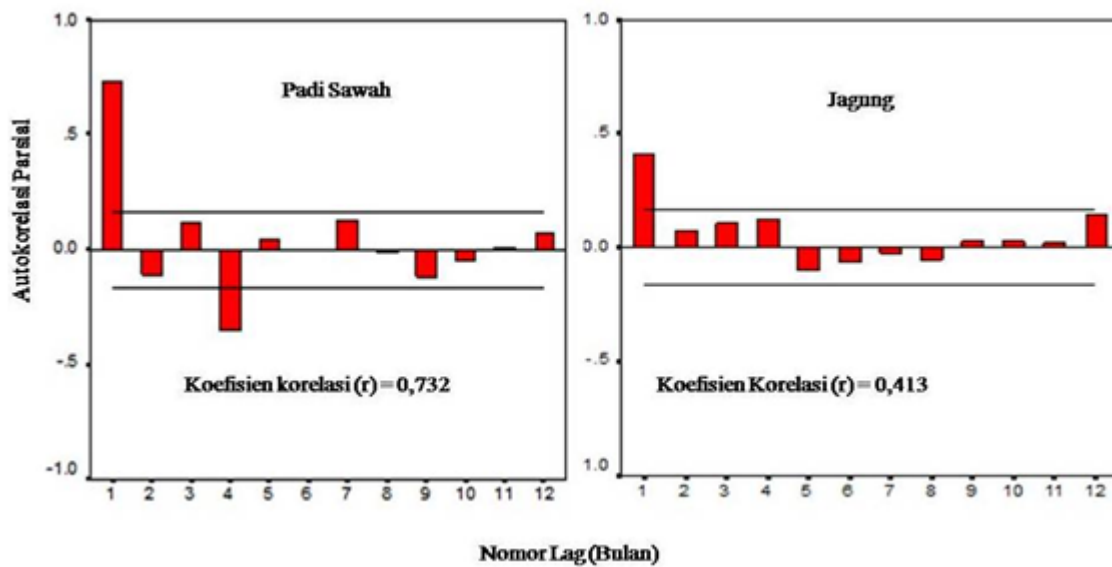 Autokorelasi Parsial
1.0
.5
0.0
-.5
-1.0
Padi Sawah
Koefisien korelasi (r) = 0,732
1 2 3 4 5 6 7 8 9 10 11 12
1.0
.5
0.0
-.5
1.0
Jagung
Koefisien Korelasi (r) = 0,413
1 2 3 4 5 6 7 8 9 10 11 12
Nomor Lag (Bulan)